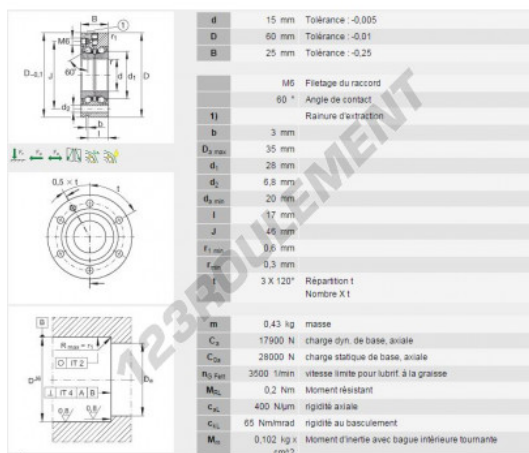 d 15 mm Tolérance : -0,005
D 60 mm Tolérance : -0,01
B 25 mm Tolérance : -0,25
M6 Filetage du raccord
60 ° Angle de contact
1) Rainure d'extraction
b 3 mm
Da max 35 mm
d1 28 mm
d2 6,8 mm
da min 20 mm
l 17 mm
J 46 mm
r1 min 0,6 mm
rmin 0,3 mm
t 3 X 120° Répartition t
Nombre X t
m 0,43 kg masse
Ca 17900 N charge dyn. de base, axiale
C0a 28000 N charge statique de base, axiale
nG Fett 3500 1/min vitesse limite pour lubrif. à la graisse
MRL 0,2 Nm Moment résistant
caL 400 N/µm rigidité axiale
ckL 65 Nm/mrad rigidité au basculement
Mm 0,102 kg x Moment d'inertie avec bague intérieure tournante
cm^2
B
1
M6
r1
r
60°
D-0,1
J
d
d1
D
d2
b
l
0,5 × t
t
B
Rmax = r1
IT 2
IT 4 A B
Da
0,8
0,8
123ROULEMENT